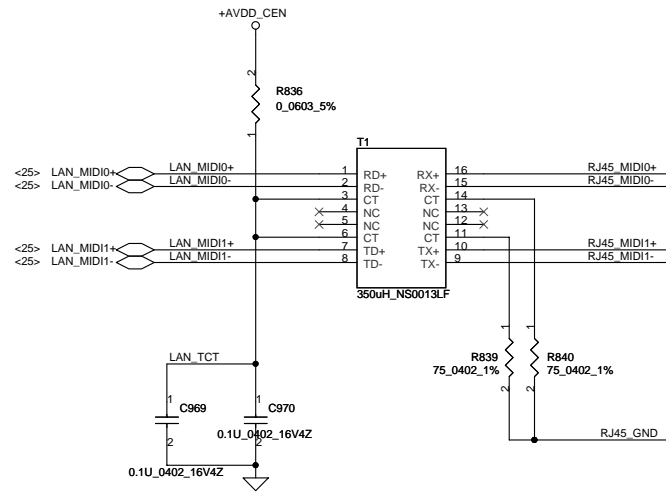 +AVDD_CEN
2
R836
0_0603_5%
1
T1
<25> LAN_MIDI0+ LAN_MIDI0+ 1 RD+ RX+ 16 RJ45_MIDI0+
<25> LAN_MIDI0- LAN_MIDI0- 2 RD- RX- 15 RJ45_MIDI0-
3 CT CT 14
4 NC NC 13
5 NC NC 12
6 CT CT 11
<25> LAN_MIDI1+ LAN_MIDI1+ 7 TD+ TX+ 10 RJ45_MIDI1+
<25> LAN_MIDI1- LAN_MIDI1- 8 TD- TX- 9 RJ45_MIDI1-
350uH_NS0013LF
1 1
LAN_TCT
R839 R840
75_0402_1% 75_0402_1%
2 2
1 C969 1 C970
2 2
0.1U_0402_16V4Z
RJ45_GND
0.1U_0402_16V4Z